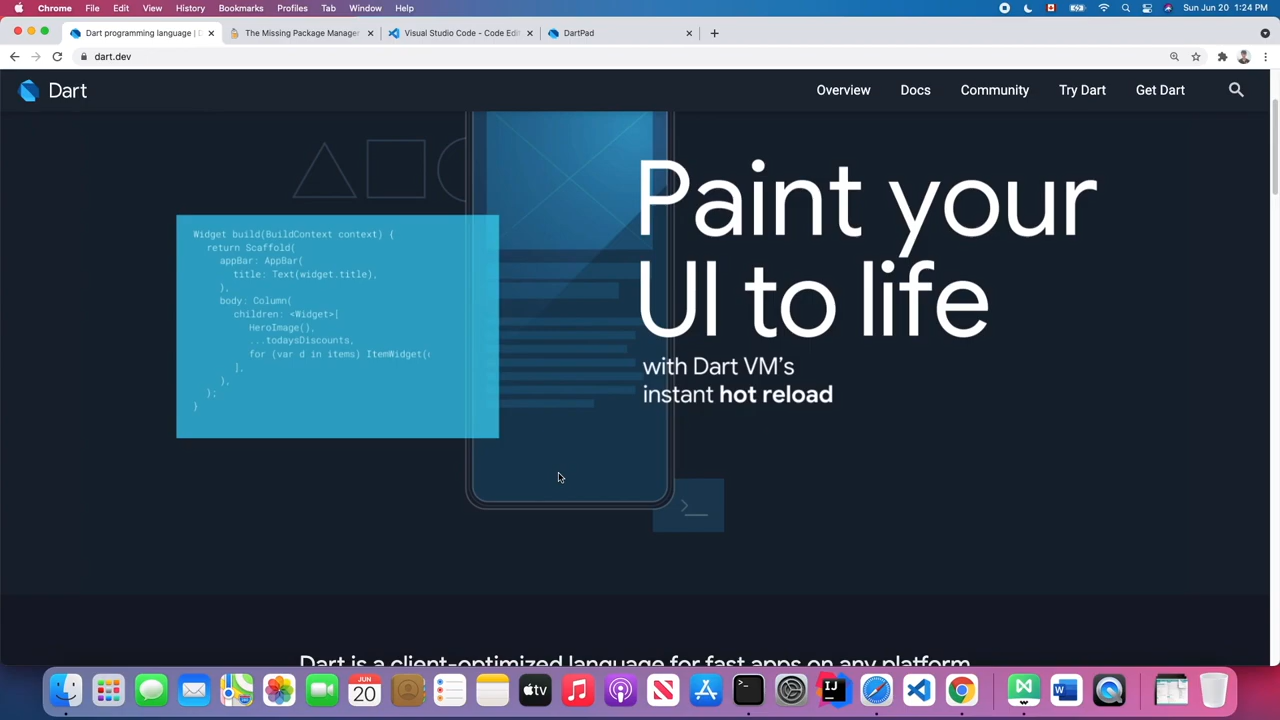 Chrome File Edit View History Bookmarks Profiles Tab Window Help Sun Jun 20 1:24 PM
Dart programming language | D
The Missing Package Manager
Visual Studio Code - Code Edit
DartPad
dart.dev
Dart Overview Docs Community Try Dart Get Dart
Paint your
UI to life
with Dart VM's
instant hot reload
Widget build(BuildContext context) {
return Scaffold(
appBar: AppBar(
title: Text(widget.title),
),
body: Column(
children: <Widget>[
HeroImage(),
...todaysDiscounts,
for (var d in items) ItemWidget(
],
),
);
}
>_
Dart is a client-optimized language for fast apps on any platform
JUN
20
tv
IJ